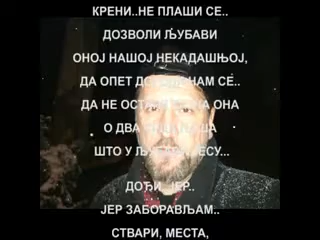 КРЕНИ..НЕ ПЛАШИ СЕ..
ДОЗВОЛИ ЉУБАВИ
ОНОЈ НАШОЈ НЕКАДАШЊОЈ,
ДА ОПЕТ НАМ СЕ..
ДА НЕ ОНА
О ДВА
ШТО У
ДОЂИ..ЈЕР..
ЈЕР ЗАБОРАВЉАМ..
СТВАРИ, МЕСТА,